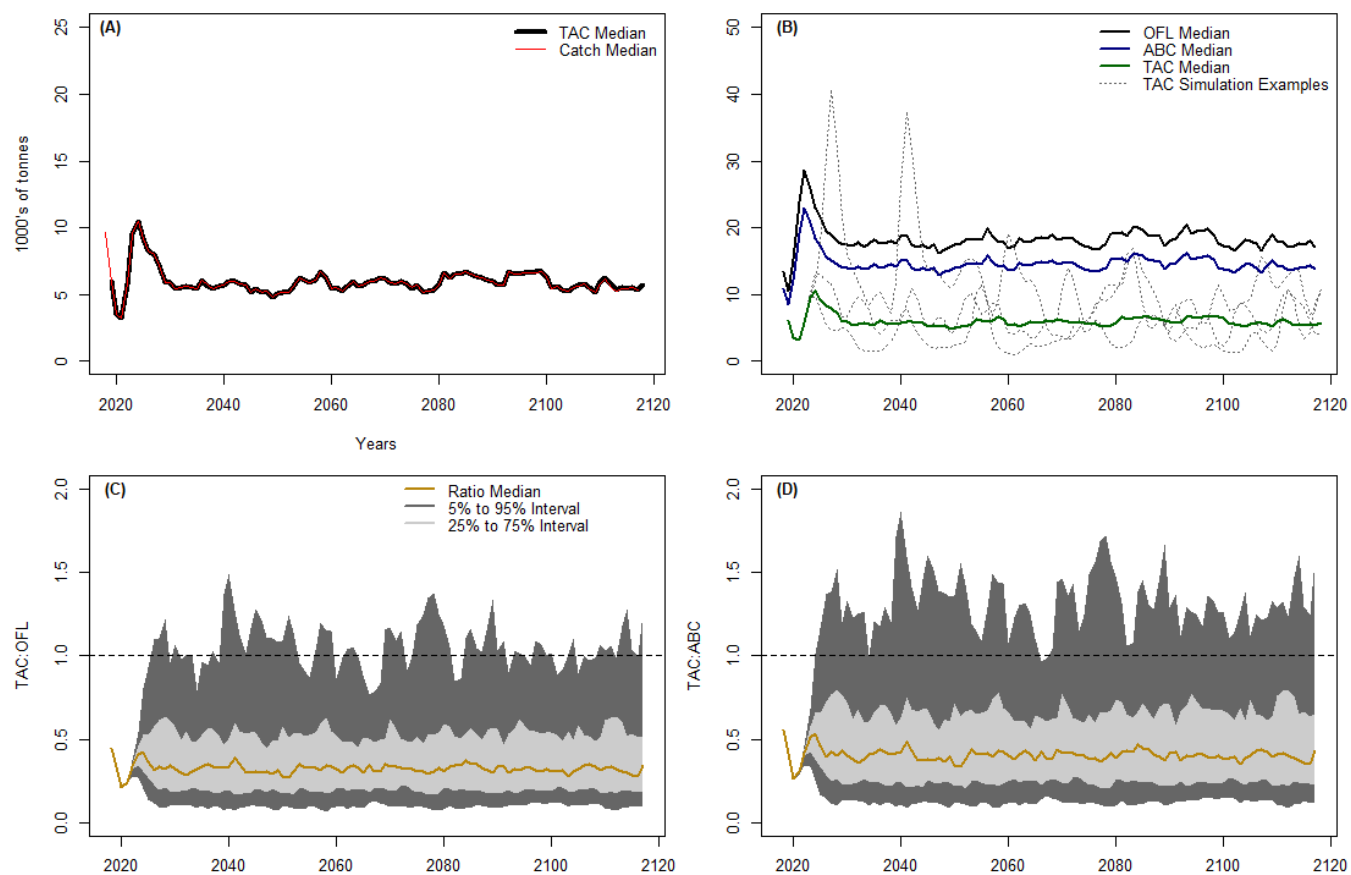 (A)
TAC Median
Catch Median
25
20
15
10
5
0
1000's of tonnes
2020 2040 2060 2080 2100 2120
Years
(B)
OFL Median
ABC Median
TAC Median
TAC Simulation Examples
50
40
30
20
10
0
2020 2040 2060 2080 2100 2120
(C)
Ratio Median
5% to 95% Interval
25% to 75% Interval
2.0
1.5
1.0
0.5
0.0
TAC:OFL
2020 2040 2060 2080 2100 2120
(D)
2.0
1.5
1.0
0.5
0.0
TAC:ABC
2020 2040 2060 2080 2100 2120